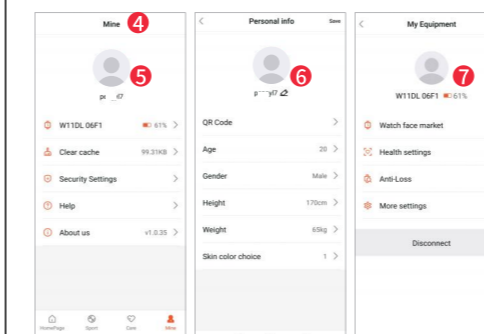 Mine 4
5
W11DL 06F1 61%
Clear cache 99.31KB
Security Settings
Help
About us v1.0.35
HomePage Sport Care Mine
Personal info Save
6
QR Code
Age 20
Gender Male
Height 170cm
Weight 65kg
Skin color choice 1
My Equipment
7
W11DL 06F1 61%
Watch face market
Health settings
Anti-Loss
More settings
Disconnect